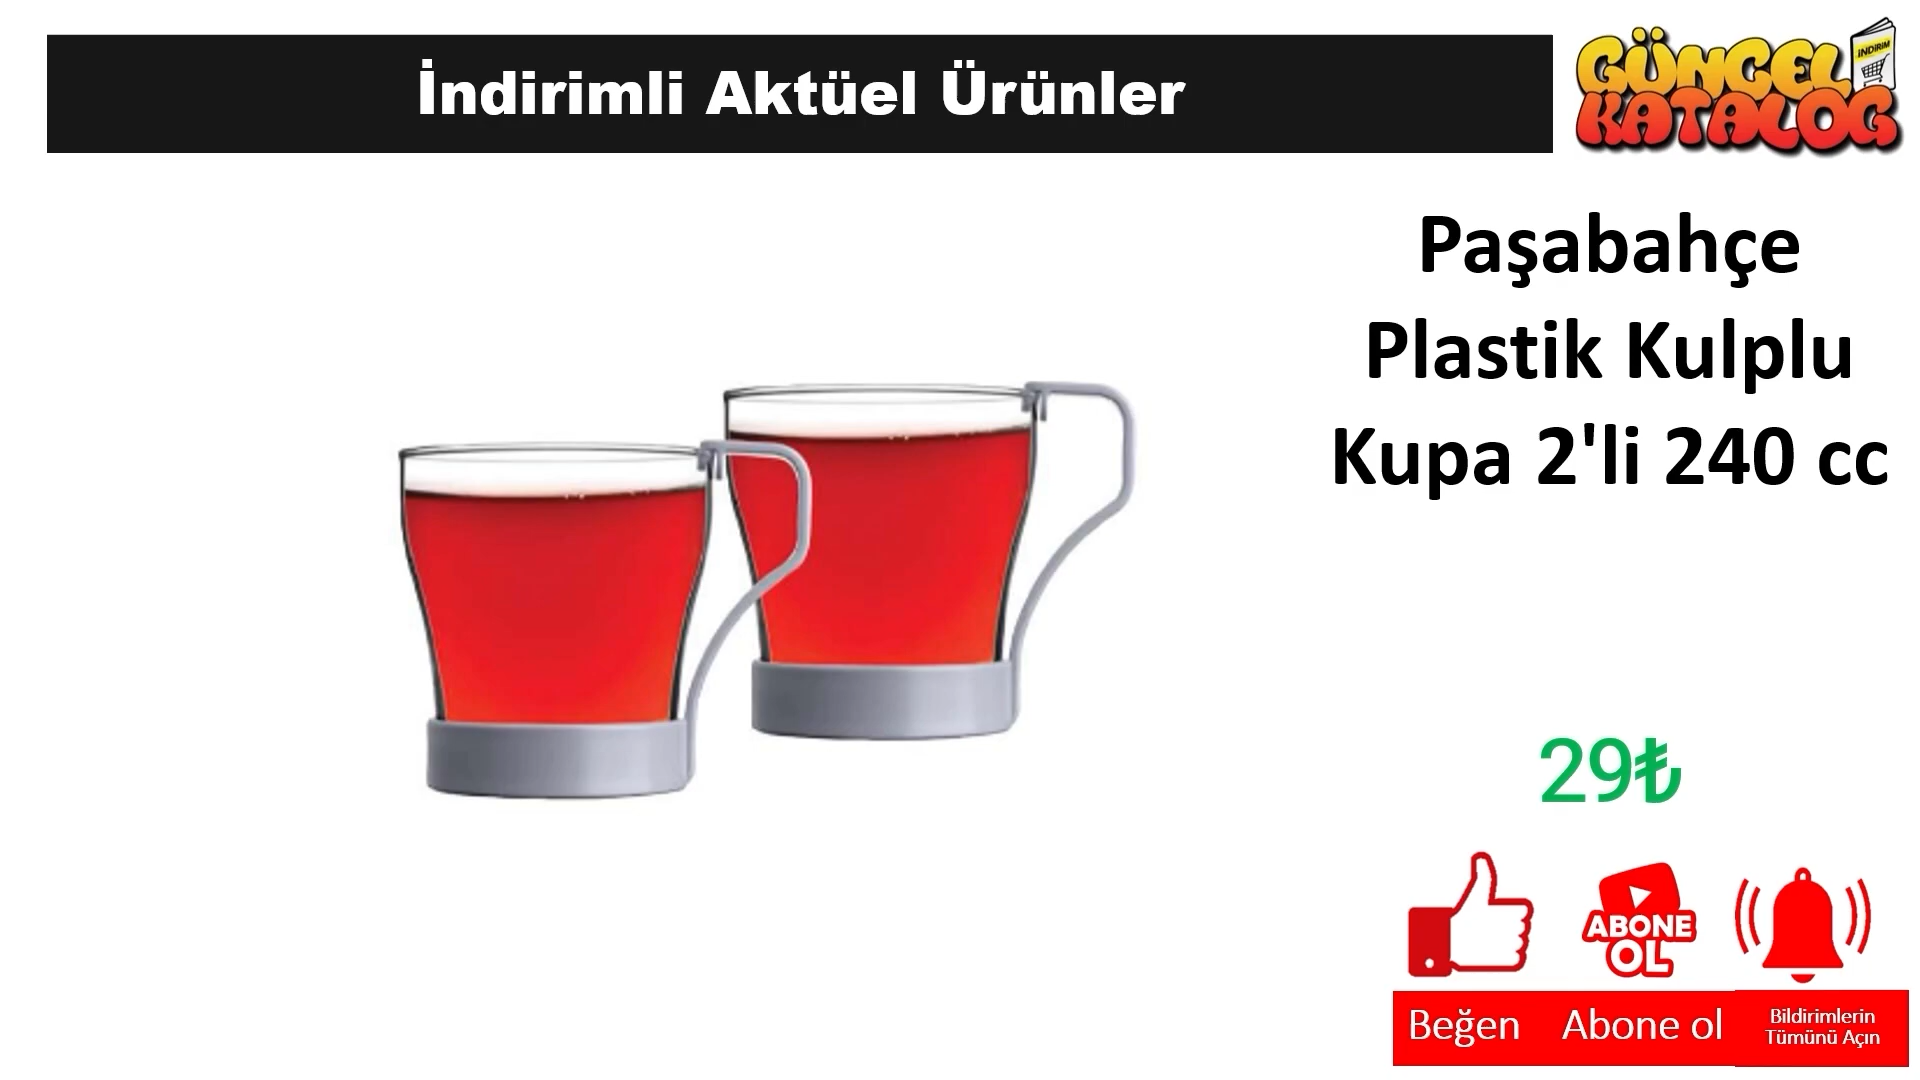 İndirimli Aktüel Ürünler
GÜNCEL
KATALOG
İNDİRİM
Paşabahçe
Plastik Kulplu
Kupa 2'li 240 cc
29₺
ABONE
OL
Beğen
Abone ol
Bildirimlerin
Tümünü Açın